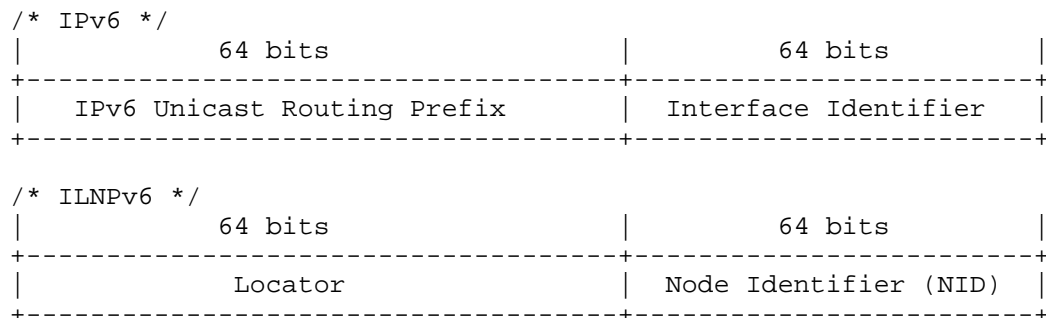 /* IPv6 */
|            64 bits                  |         64 bits          |
+-------------------------------------+--------------------------+
|   IPv6 Unicast Routing Prefix       |  Interface Identifier    |
+-------------------------------------+--------------------------+
/* ILNPv6 */
|            64 bits                  |         64 bits          |
+-------------------------------------+--------------------------+
|             Locator                 |  Node Identifier (NID)   |
+-------------------------------------+--------------------------+